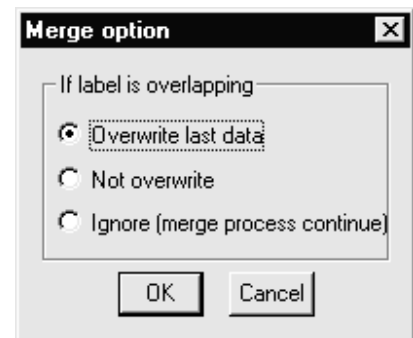 Merge option
If label is overlapping
Overwrite last data
Not overwrite
Ignore (merge process continue)
OK Cancel